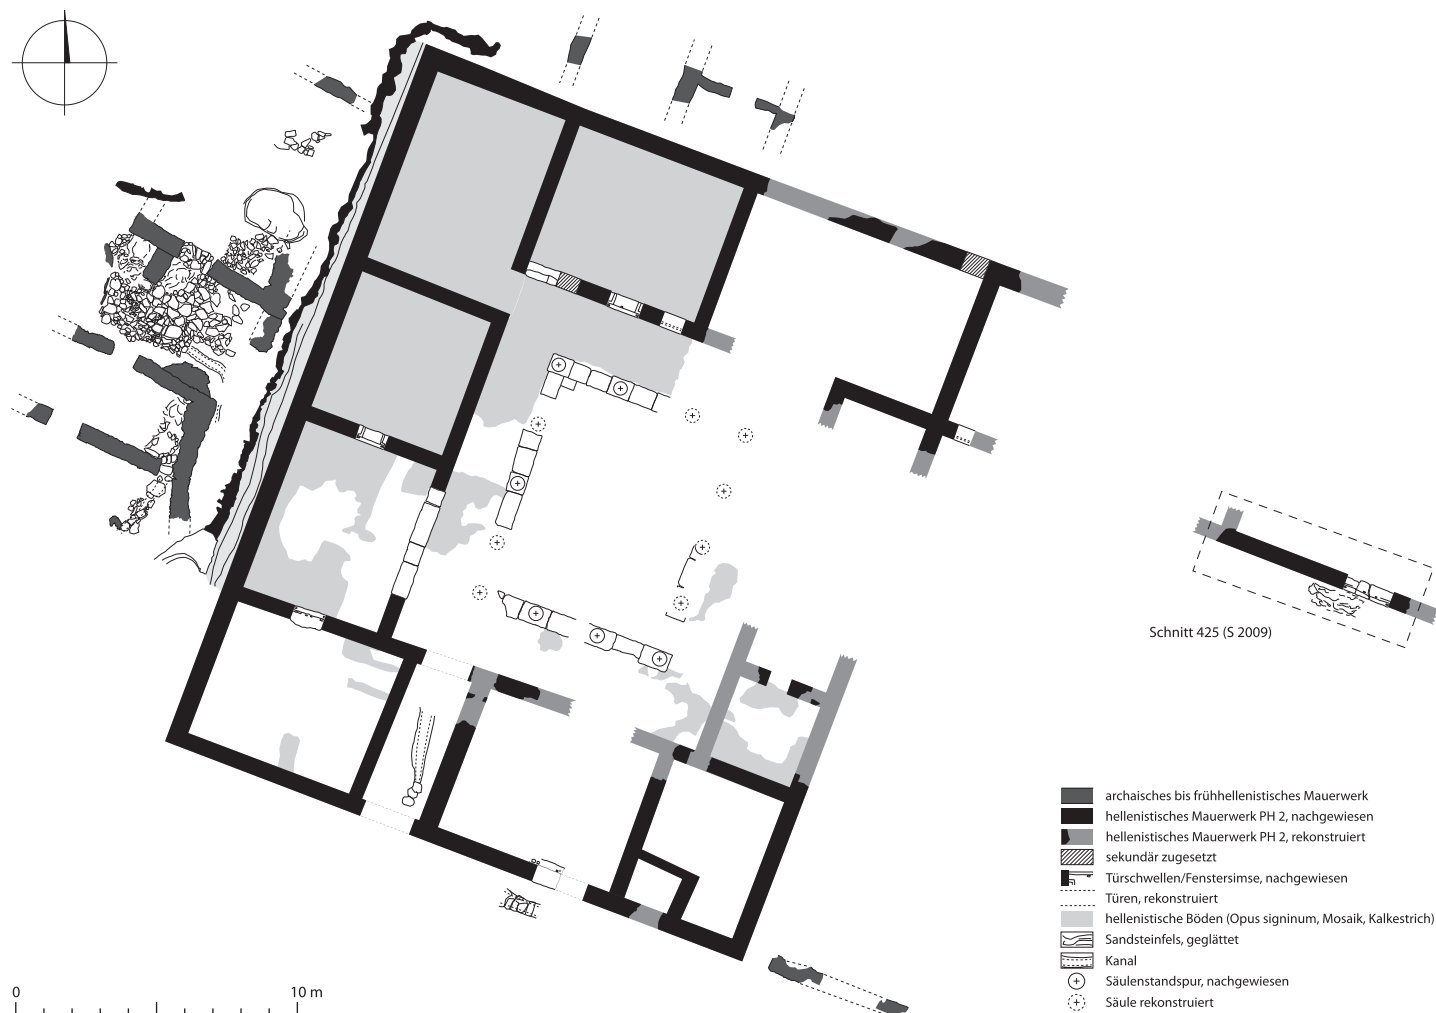 Schnitt 425 (S 2009)
archaisches bis frühhellenistisches Mauerwerk
hellenistisches Mauerwerk PH 2, nachgewiesen
hellenistisches Mauerwerk PH 2, rekonstruiert
sekundär zugesetzt
Türschwellen/Fenstersimse, nachgewiesen
Türen, rekonstruiert
hellenistische Böden (Opus signinum, Mosaik, Kalkestrich)
Sandsteinfels, geglättet
Kanal
Säulenstandspur, nachgewiesen
Säule rekonstruiert
0 10 m